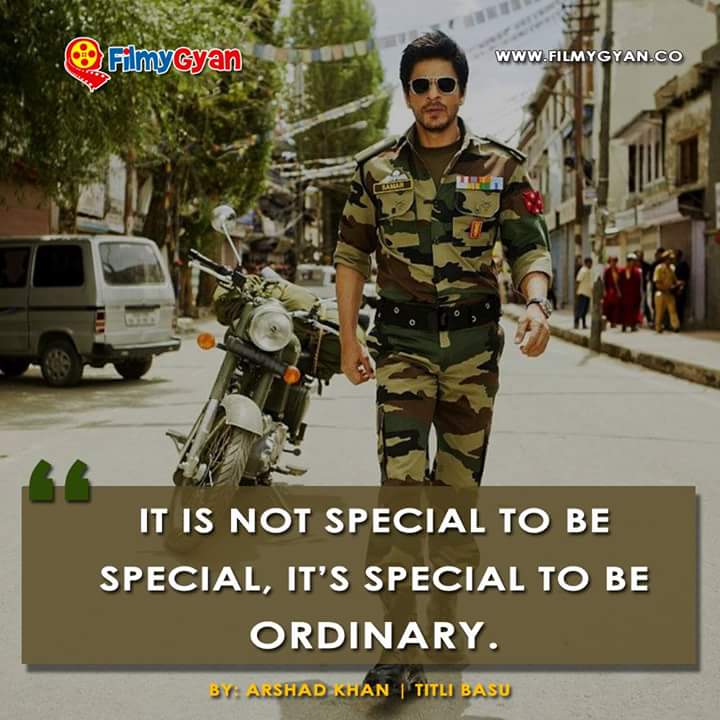 FilmyGyan
WWW.FILMYGYAN.CO
SAMAR
IT IS NOT SPECIAL TO BE
SPECIAL, IT'S SPECIAL TO BE
ORDINARY.
BY: ARSHAD KHAN | TITLI BASU